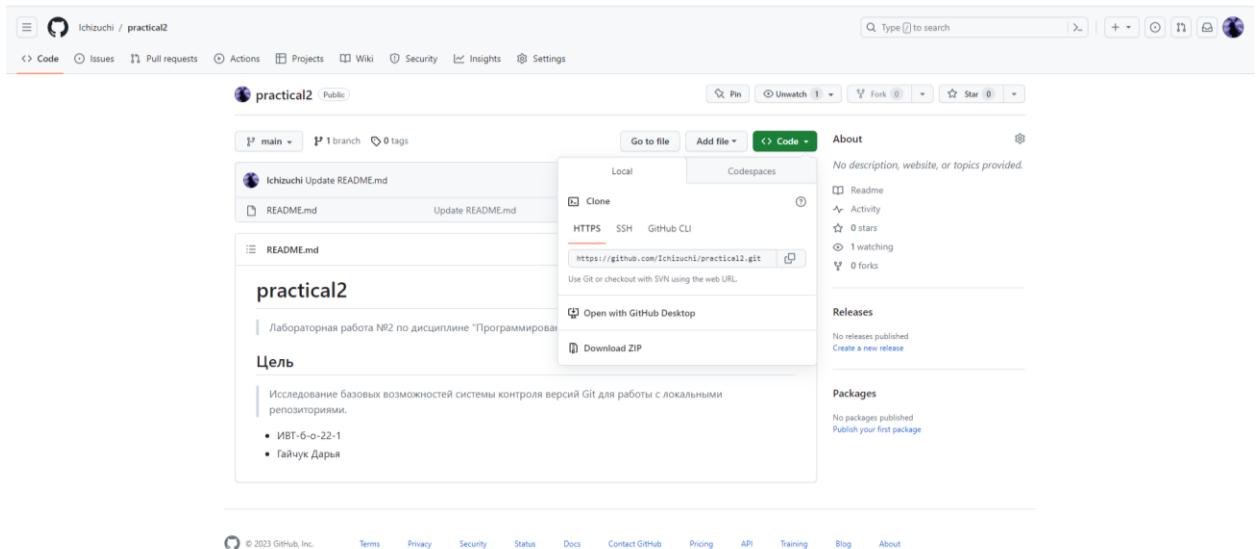 Ichizuchi / practical2
Type / to search
Code Issues Pull requests Actions Projects Wiki Security Insights Settings
practical2 Public
Pin Unwatch 1 Fork 0 Star 0
main 1 branch 0 tags
Go to file Add file Code
Ichizuchi Update README.md
README.md Update README.md
README.md
practical2
Лабораторная работа №2 по дисциплине "Программирован
Цель
Исследование базовых возможностей системы контроля версий Git для работы с локальными
репозиториями.
ИВТ-б-о-22-1
Гайчук Дарья
Local Codespaces
Clone
HTTPS SSH GitHub CLI
https://github.com/Ichizuchi/practical2.git
Use Git or checkout with SVN using the web URL.
Open with GitHub Desktop
Download ZIP
About
No description, website, or topics provided.
Readme
Activity
0 stars
1 watching
0 forks
Releases
No releases published
Create a new release
Packages
No packages published
Publish your first package
© 2023 GitHub, Inc. Terms Privacy Security Status Docs Contact GitHub Pricing API Training Blog About